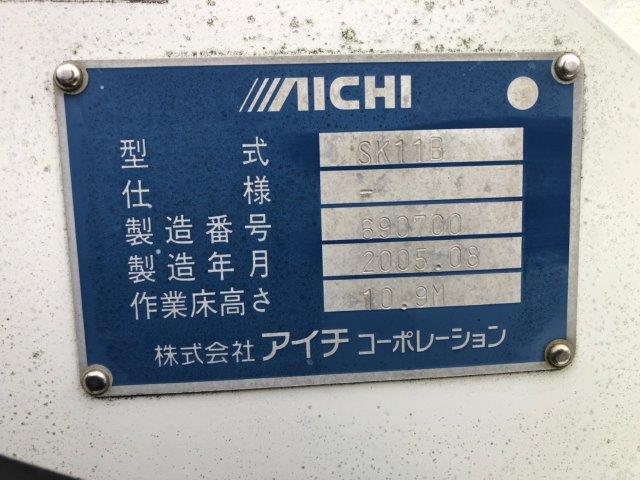 AICHI
型式 SK11B
仕様 -
製造番号 690700
製造年月 2005.08
作業床高さ 10.9M
株式会社 アイチ コーポレーション